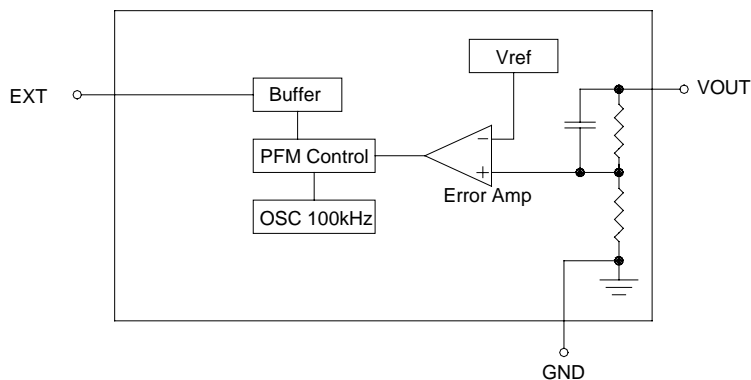 Vref
EXT
Buffer
VOUT
PFM Control
−
+
Error Amp
OSC 100kHz
GND